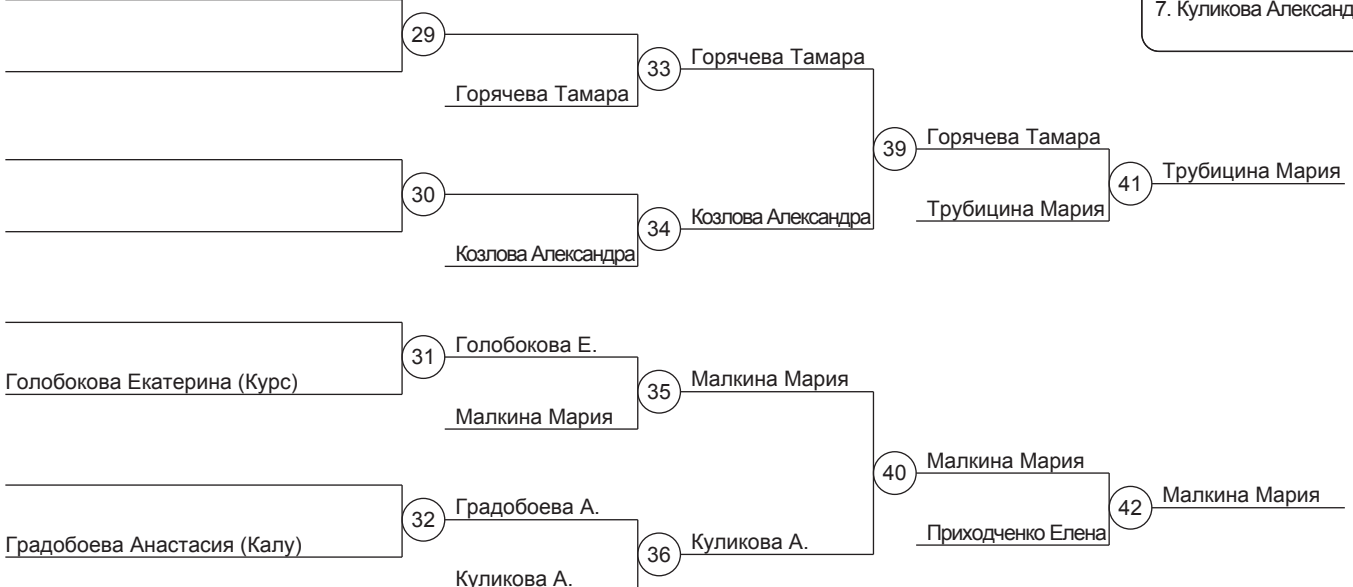 7. Куликова Александ
29
Горячева Тамара
33
Горячева Тамара
39
Горячева Тамара
41
Трубицина Мария
Трубицина Мария
30
34
Козлова Александра
Козлова Александра
31
Голобокова Е.
Голобокова Екатерина (Курс)
35
Малкина Мария
Малкина Мария
40
Малкина Мария
42
Малкина Мария
Приходченко Елена
32
Градобоева А.
Градобоева Анастасия (Калу)
36
Куликова А.
Куликова А.